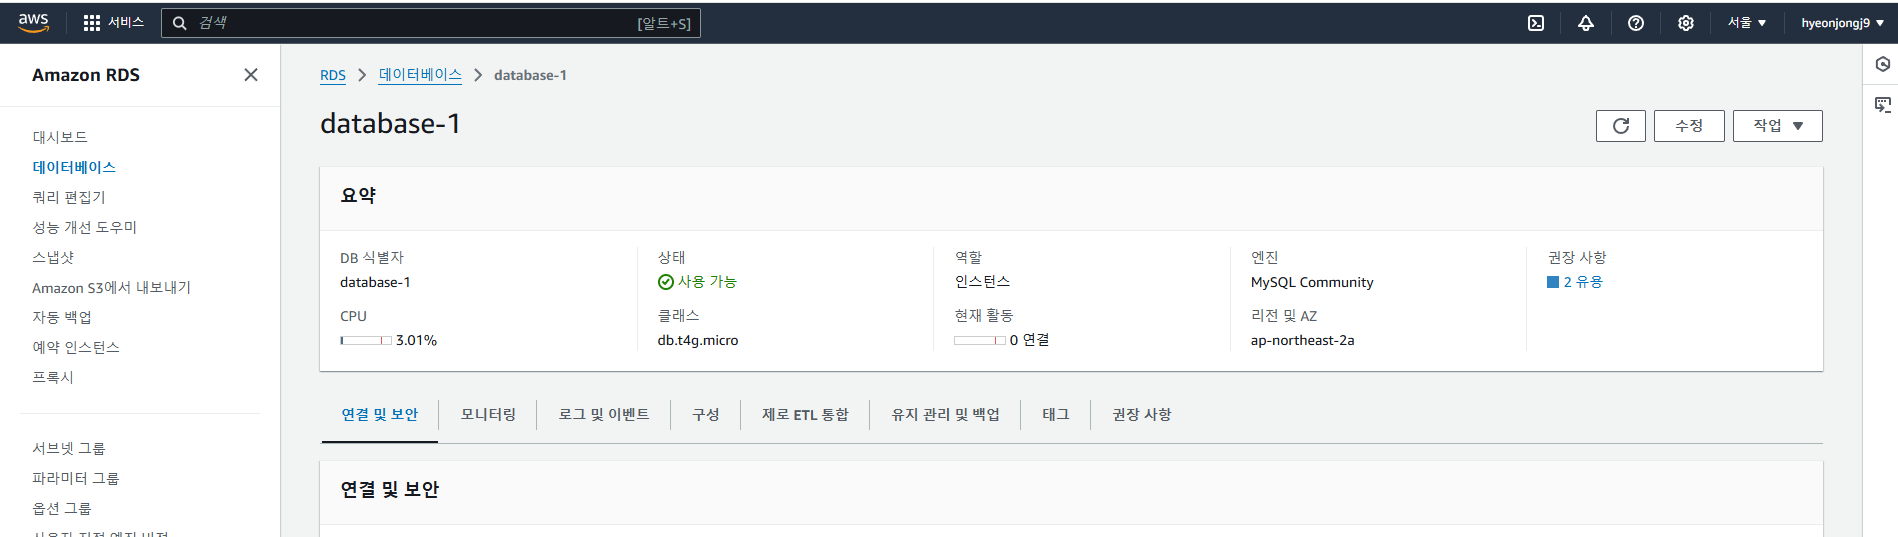 aws 서비스 검색 [알트+S] 서울 ▼ hyeonjongj9 ▼
Amazon RDS
대시보드
데이터베이스
쿼리 편집기
성능 개선 도우미
스냅샷
Amazon S3에서 내보내기
자동 백업
예약 인스턴스
프록시
서브넷 그룹
파라미터 그룹
옵션 그룹
RDS > 데이터베이스 > database-1
database-1
수정 작업 ▼
요약
DB 식별자
database-1
CPU
3.01%
상태
사용 가능
클래스
db.t4g.micro
역할
인스턴스
현재 활동
0 연결
엔진
MySQL Community
리전 및 AZ
ap-northeast-2a
권장 사항
2 유용
연결 및 보안 모니터링 로그 및 이벤트 구성 제로 ETL 통합 유지 관리 및 백업 태그 권장 사항
연결 및 보안